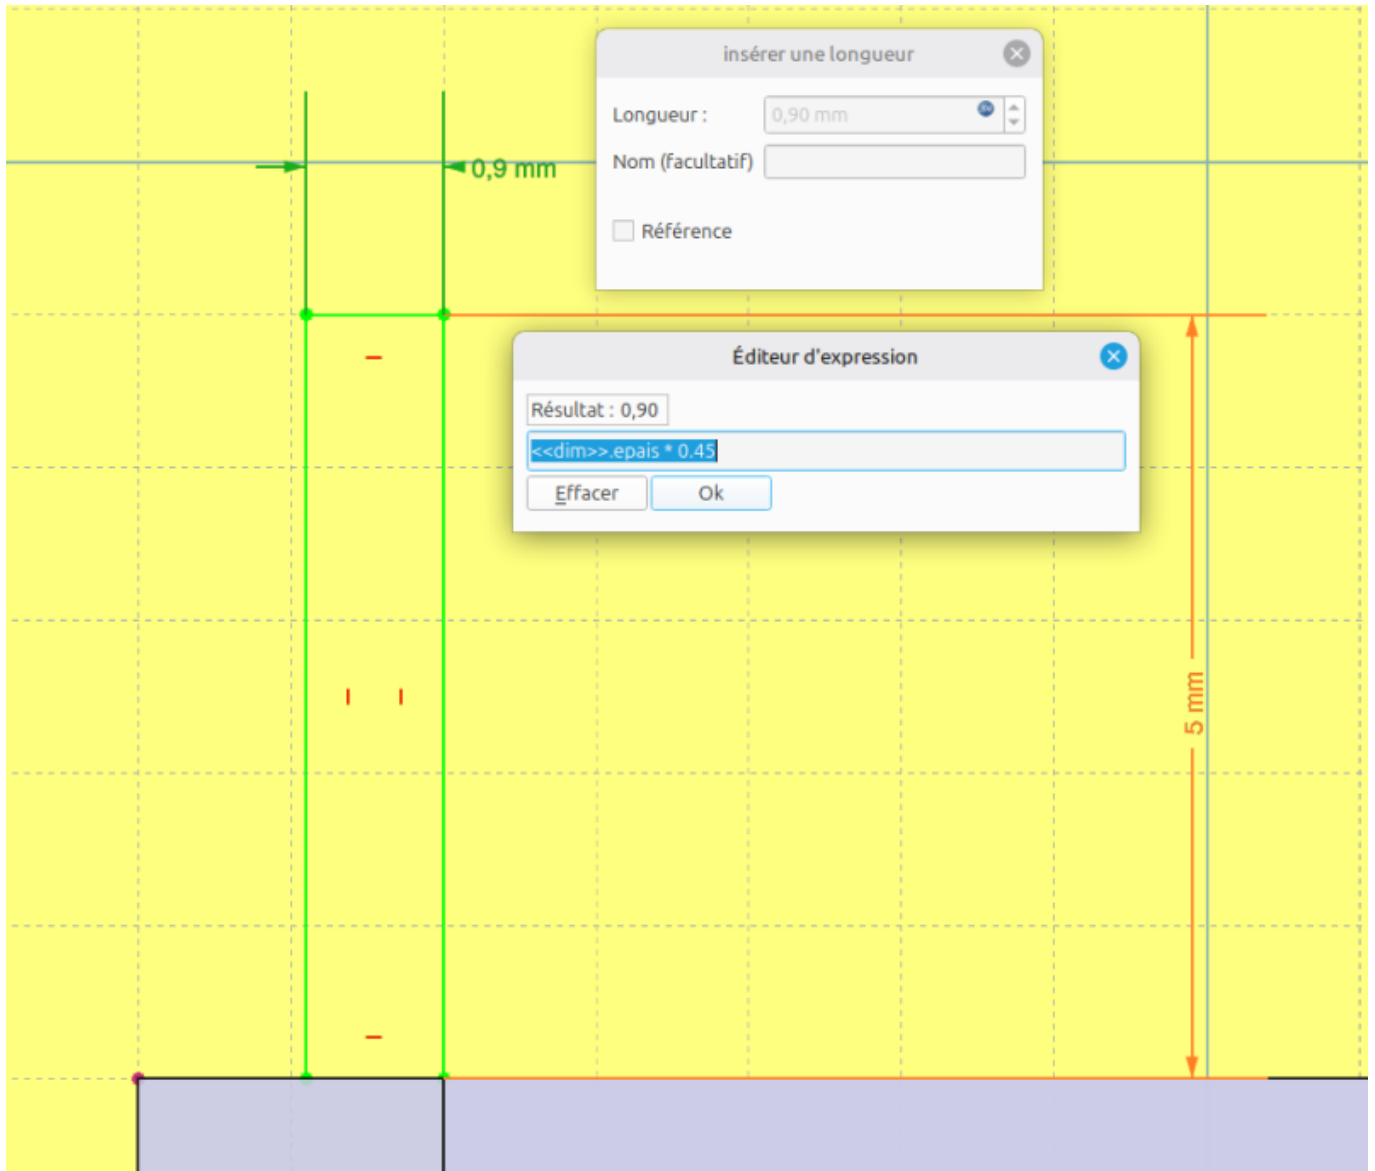 insérer une longueur
Longueur :
0,90 mm
Nom (facultatif)
Référence
0,9 mm
Éditeur d'expression
Résultat : 0,90
<<dim>>.epais * 0.45
Effacer
Ok
5 mm